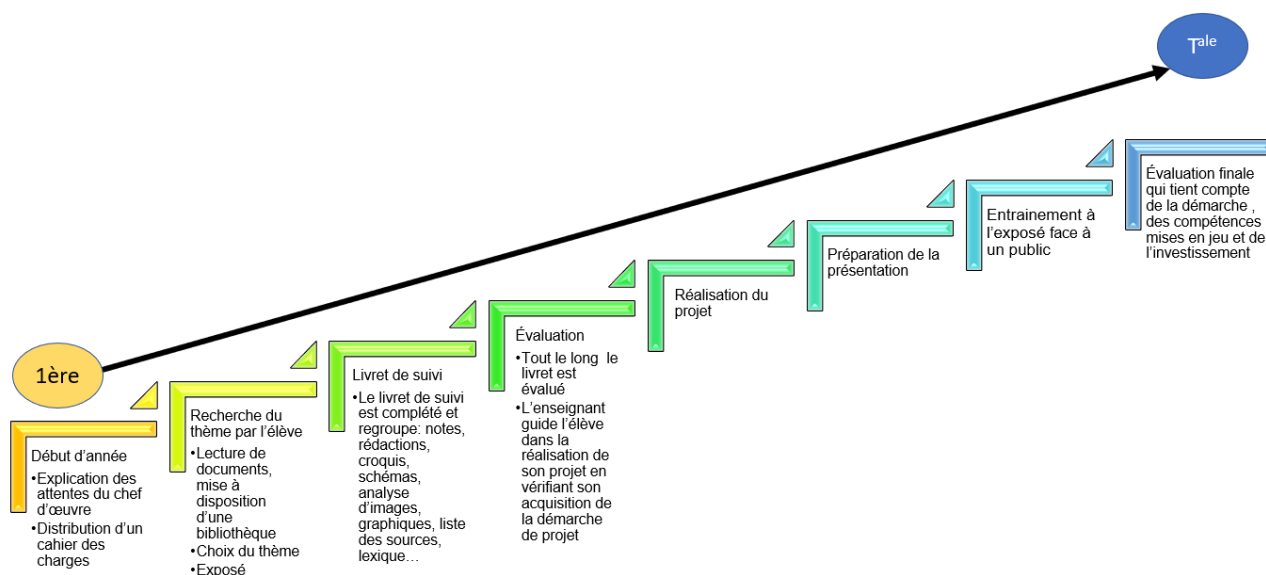 1ère
Tale
Début d’année
•Explication des
attentes du chef
d’œuvre
•Distribution d’un
cahier des
charges
Recherche du
thème par l’élève
•Lecture de
documents,
mise à
disposition
d’une
bibliothèque
•Choix du thème
•Exposé
Livret de suivi
•Le livret de suivi
est complété et
regroupe: notes,
rédactions,
croquis,
schémas,
analyse
d’images,
graphiques, liste
des sources,
lexique…
Évaluation
•Tout le long le
livret est
évalué
•L’enseignant
guide l’élève
dans la
réalisation de
son projet en
vérifiant son
acquisition de
la démarche
de projet
Réalisation du
projet
Préparation de la
présentation
Entrainement à
l’exposé face à
un public
Évaluation finale
qui tient compte
de la démarche ,
des compétences
mises en jeu et de
l’investissement